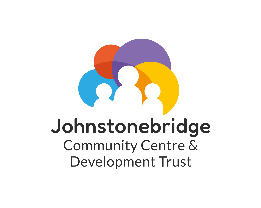 Johnstonebridge
Community Centre &
Development Trust